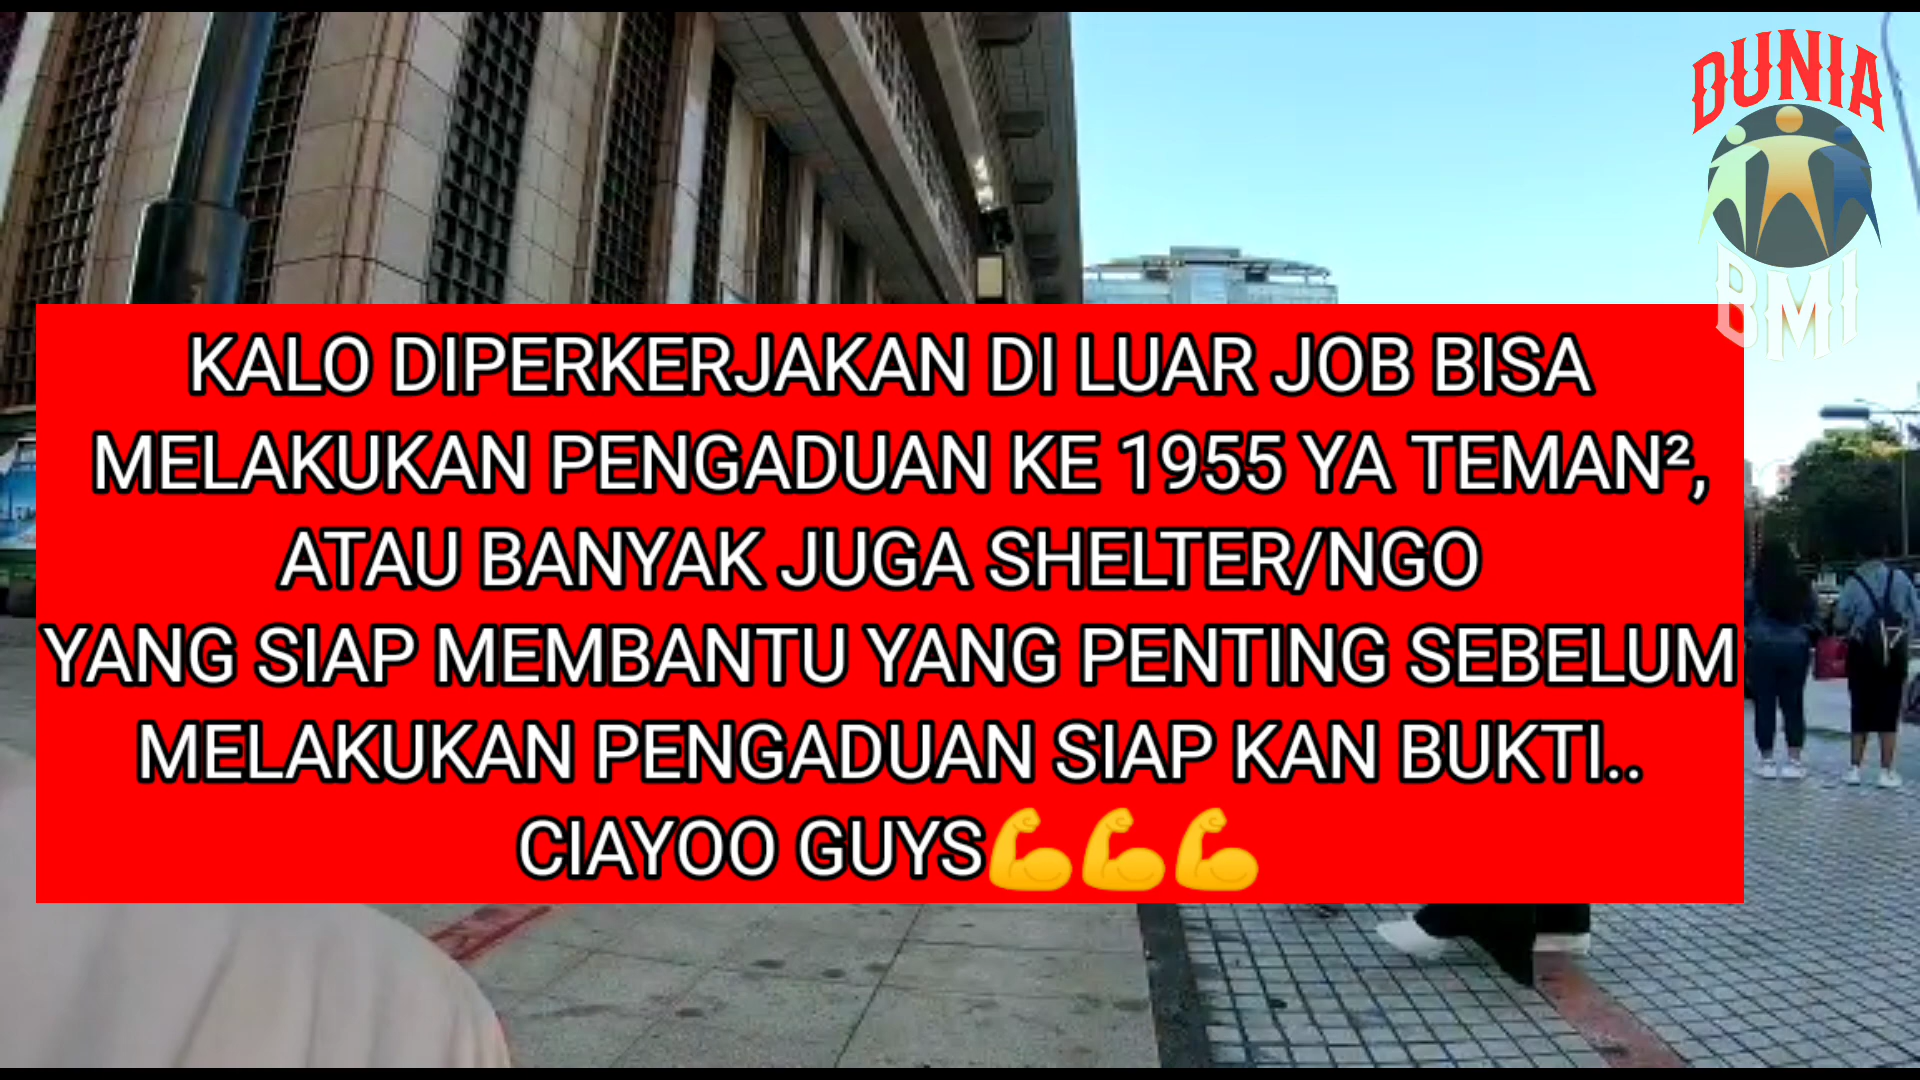 DUNIA
BMI
KALO DIPERKERJAKAN DI LUAR JOB BISA
MELAKUKAN PENGADUAN KE 1955 YA TEMAN²,
ATAU BANYAK JUGA SHELTER/NGO
YANG SIAP MEMBANTU YANG PENTING SEBELUM
MELAKUKAN PENGADUAN SIAP KAN BUKTI..
CIAYOO GUYS💪💪💪